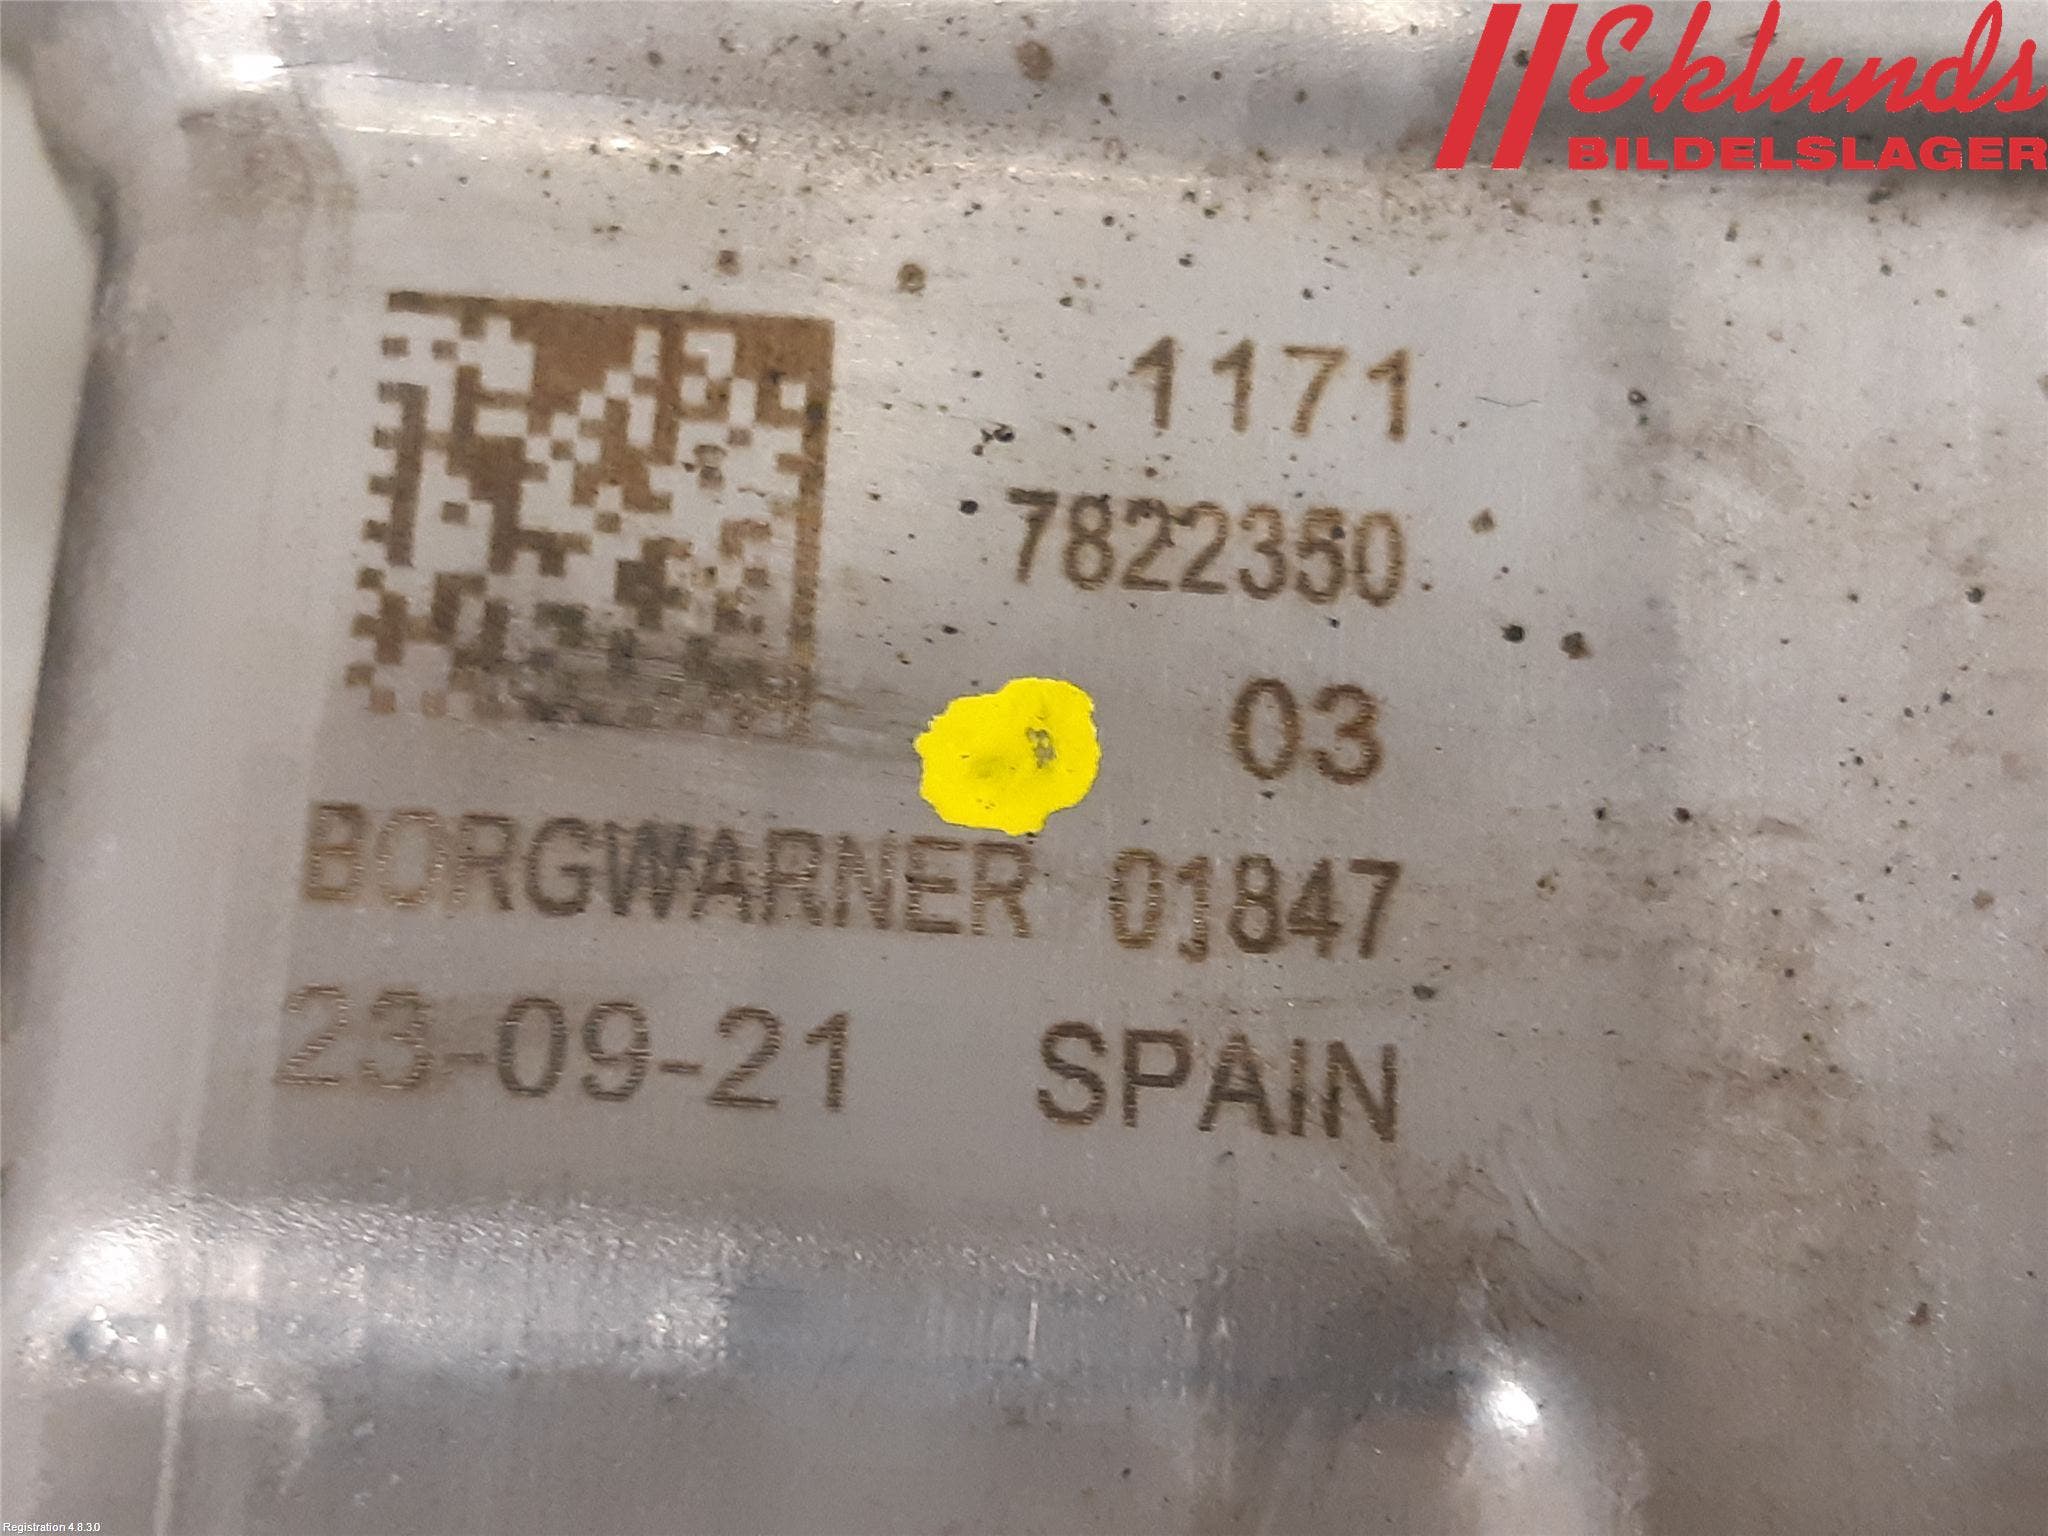 Eklunds
BILDELSLAGER
1171
7822350
03
BORGWARNER 01847
23-09-21 SPAIN
Registration 4.8.3.0